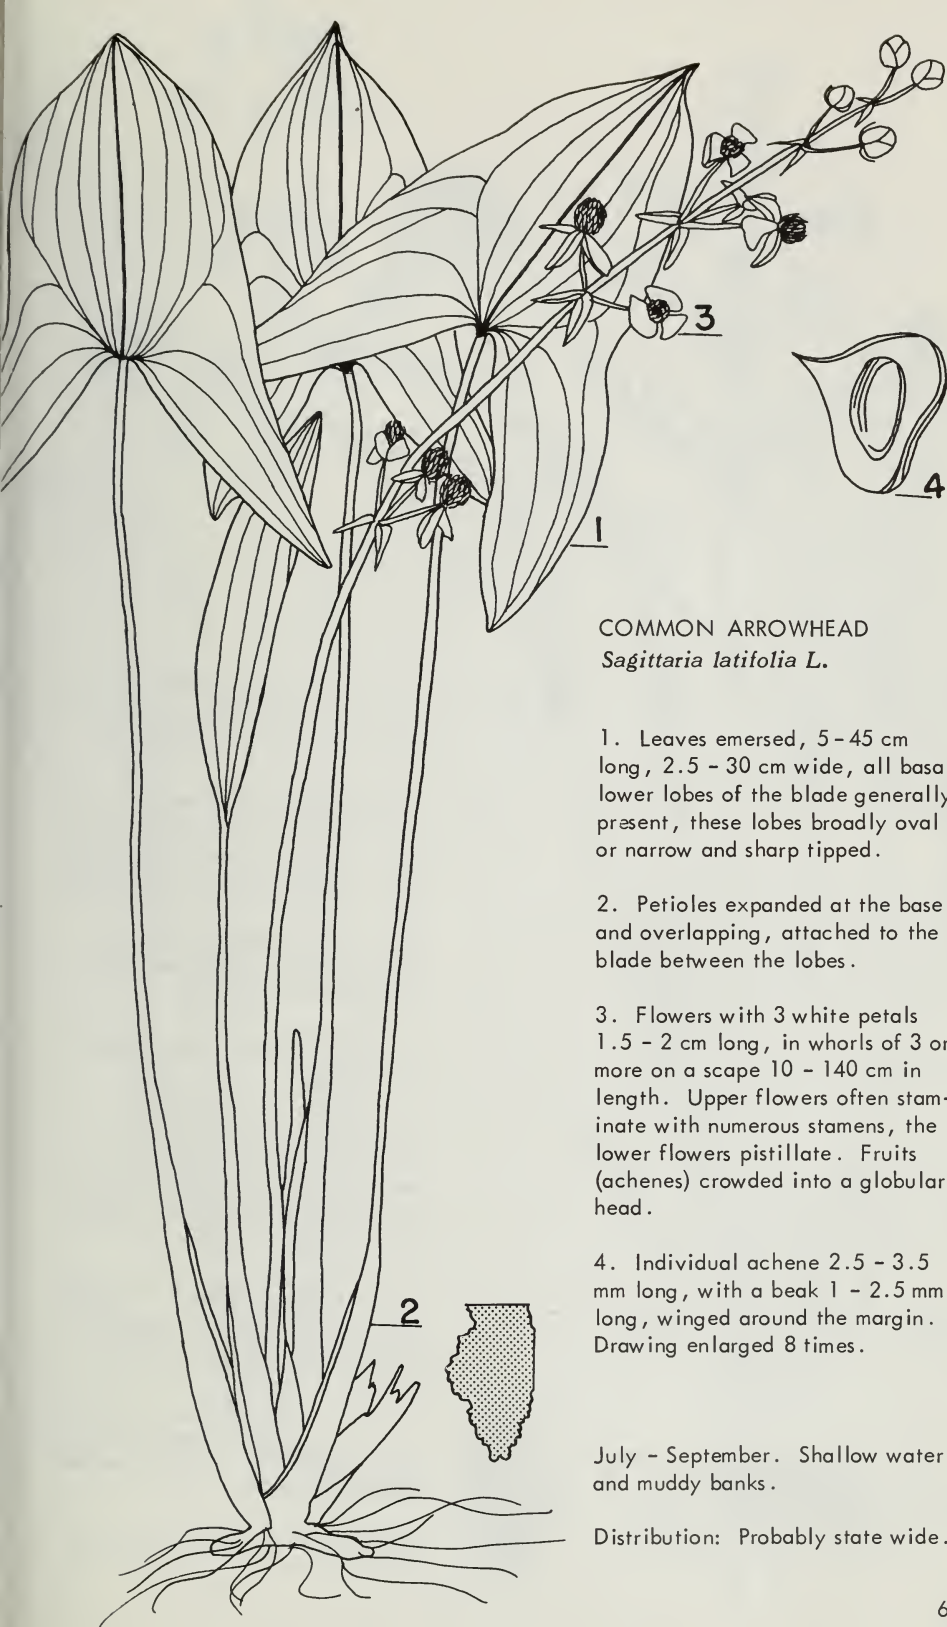 3
4
1
COMMON ARROWHEAD
Sagittaria latifolia L.
1. Leaves emersed, 5-45 cm
long, 2.5 - 30 cm wide, all basa
lower lobes of the blade generally
present, these lobes broadly oval
or narrow and sharp tipped.
2. Petioles expanded at the base
and overlapping, attached to the
blade between the lobes.
3. Flowers with 3 white petals
1.5 - 2 cm long, in whorls of 3 or
more on a scape 10 - 140 cm in
length. Upper flowers often stam-
inate with numerous stamens, the
lower flowers pistillate. Fruits
(achenes) crowded into a globular
head.
4. Individual achene 2.5 - 3.5
mm long, with a beak 1 - 2.5 mm
long, winged around the margin.
Drawing enlarged 8 times.
2
July - September. Shallow water
and muddy banks.
Distribution: Probably state wide.
6